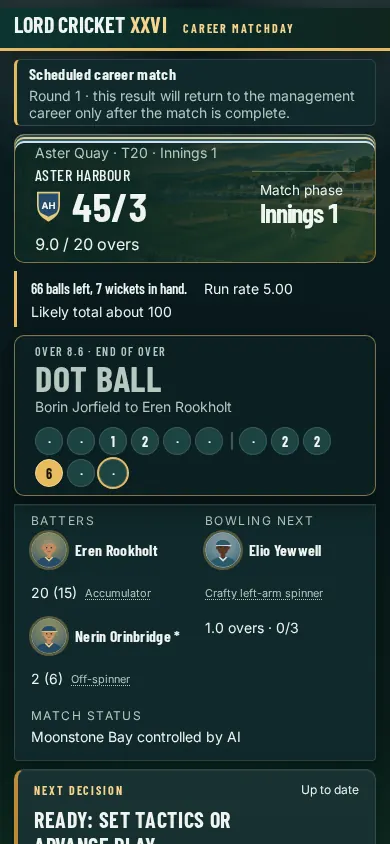 LORD CRICKET XXVI CAREER MATCHDAY
Scheduled career match
Round 1 · this result will return to the management
career only after the match is complete.
Aster Quay · T20 · Innings 1
ASTER HARBOUR
AH 45/3
9.0 / 20 overs
Match phase
Innings 1
66 balls left, 7 wickets in hand. Run rate 5.00
Likely total about 100
OVER 8.6 · END OF OVER
DOT BALL
Borin Jorfield to Eren Rookholt
· · 1 2 · · | · 2 2
6 · ·
BATTERS
Eren Rookholt
20 (15) Accumulator
Nerin Orinbridge *
2 (6) Off-spinner
BOWLING NEXT
Elio Yewwell
Crafty left-arm spinner
1.0 overs · 0/3
MATCH STATUS
Moonstone Bay controlled by AI
NEXT DECISION Up to date
READY: SET TACTICS OR
ADVANCE PLAY